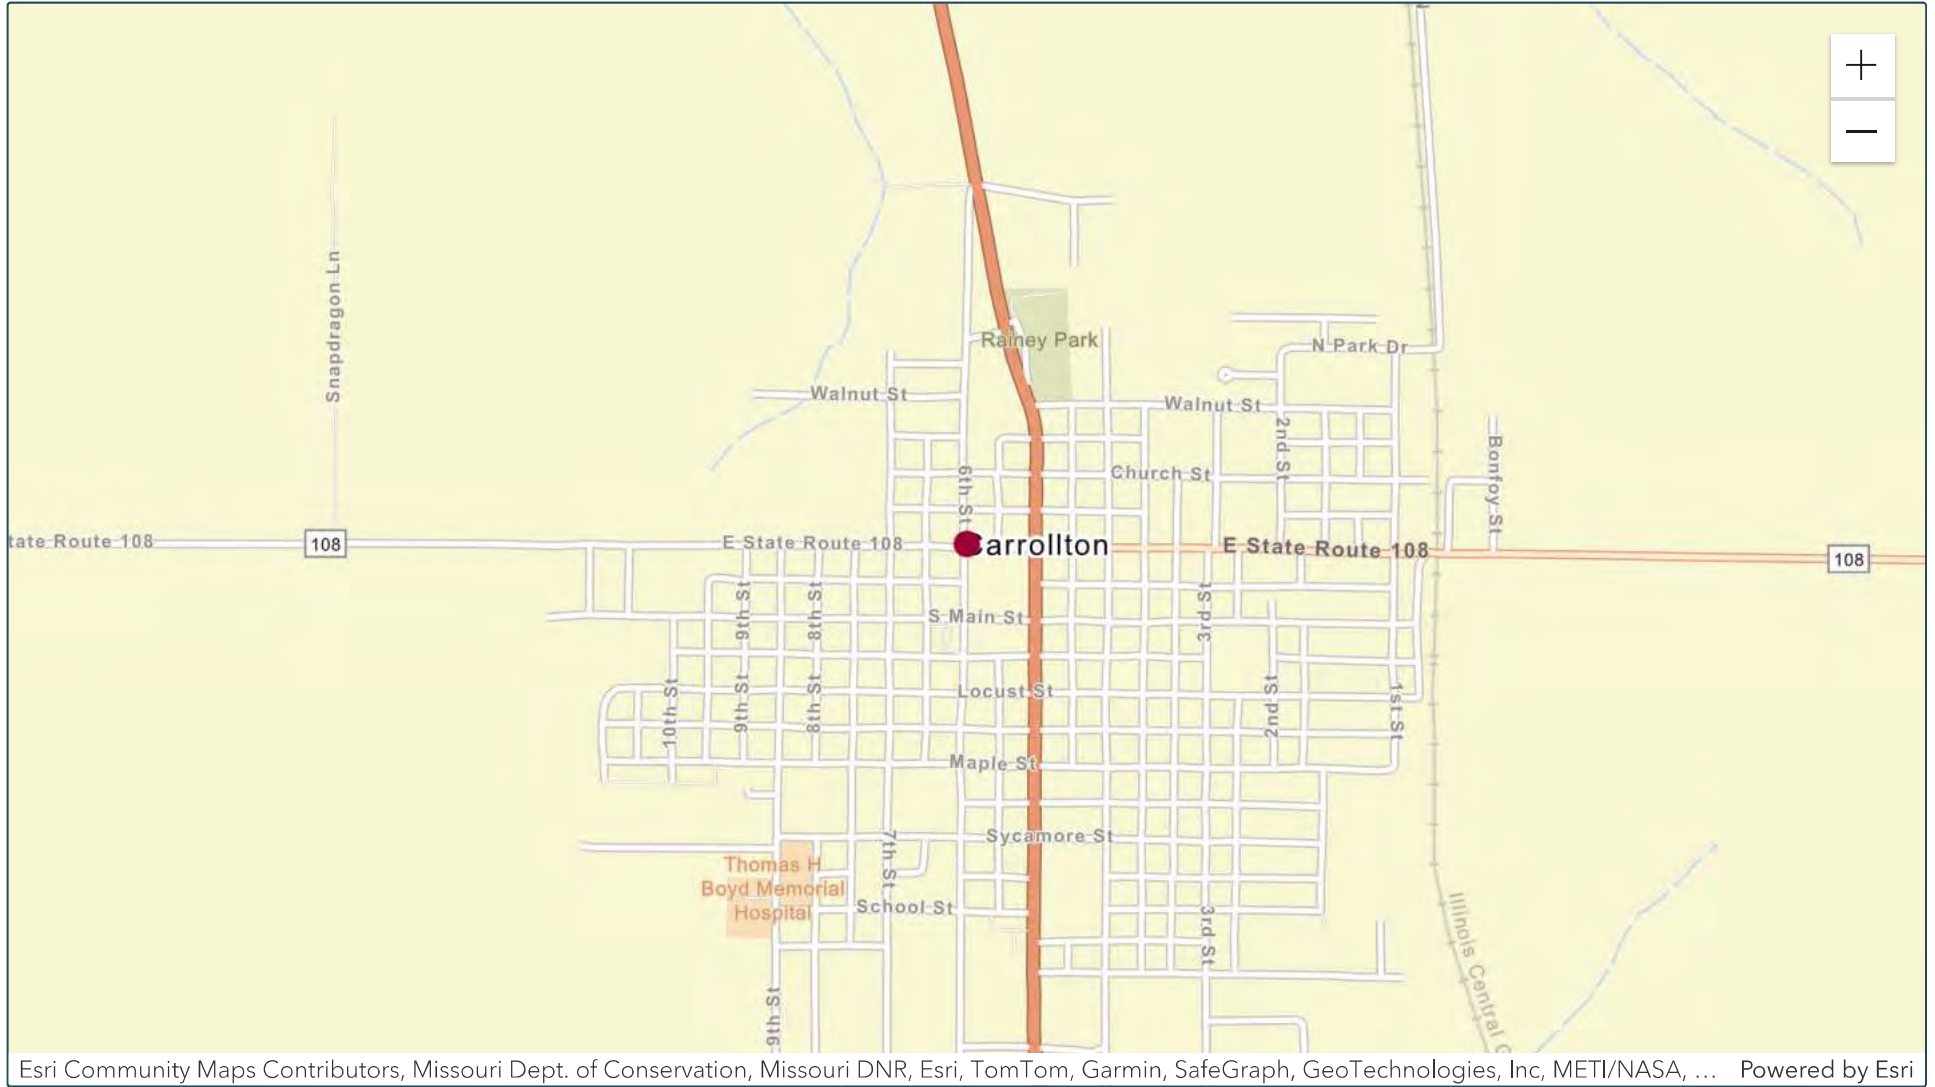 N Park Dr
Snapdragon Ln
Rainey Park
Walnut St
Walnut St
2nd St
Church St
Bonfoy St
6th St
tate Route 108
108
E State Route 108
Carrollton
E State Route 108
108
9th St
8th St
S Main St
3rd St
10th St
9th St
8th St
Locust St
2nd St
1st St
Maple St
Sycamore St
7th St
Thomas H
Boyd Memorial
Hospital
School St
3rd St
Illinois Central G
9th St
Esri Community Maps Contributors, Missouri Dept. of Conservation, Missouri DNR, Esri, TomTom, Garmin, SafeGraph, GeoTechnologies, Inc, METI/NASA, ... Powered by Esri